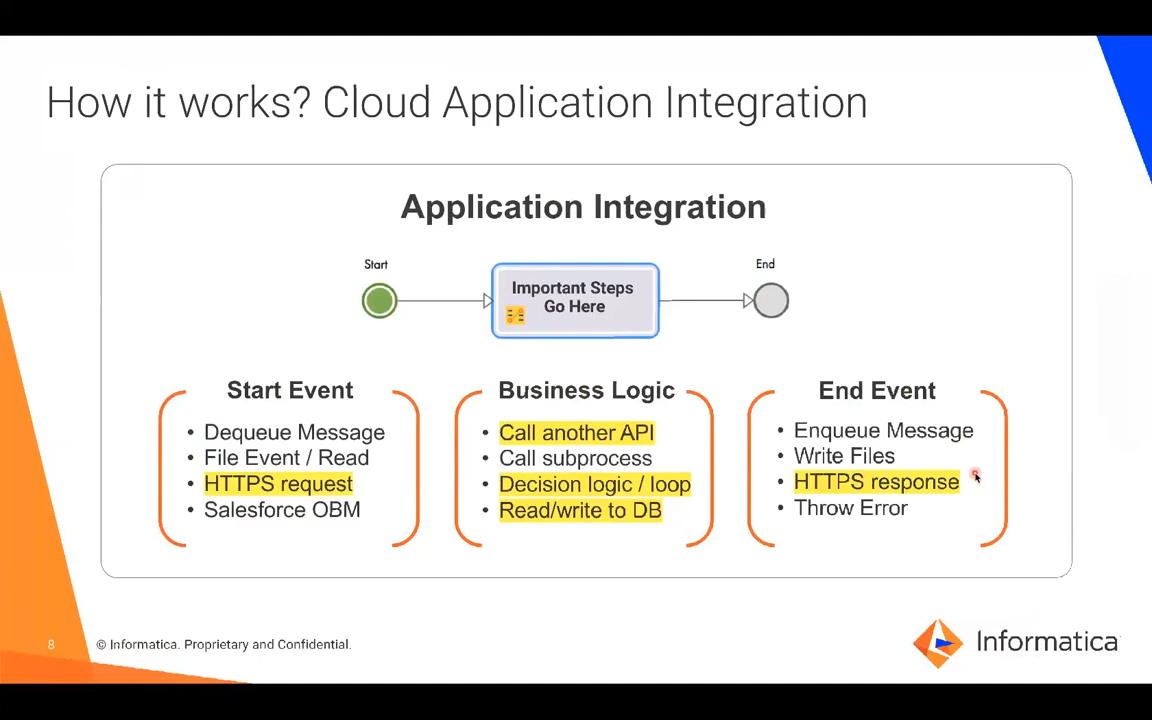 How it works? Cloud Application Integration
Application Integration
Start
End
Important Steps
Go Here
Start Event
• Dequeue Message
• File Event / Read
• HTTPS request
• Salesforce OBM
Business Logic
• Call another API
• Call subprocess
• Decision logic / loop
• Read/write to DB
End Event
• Enqueue Message
• Write Files
• HTTPS response
• Throw Error
8
© Informatica. Proprietary and Confidential.
Informatica